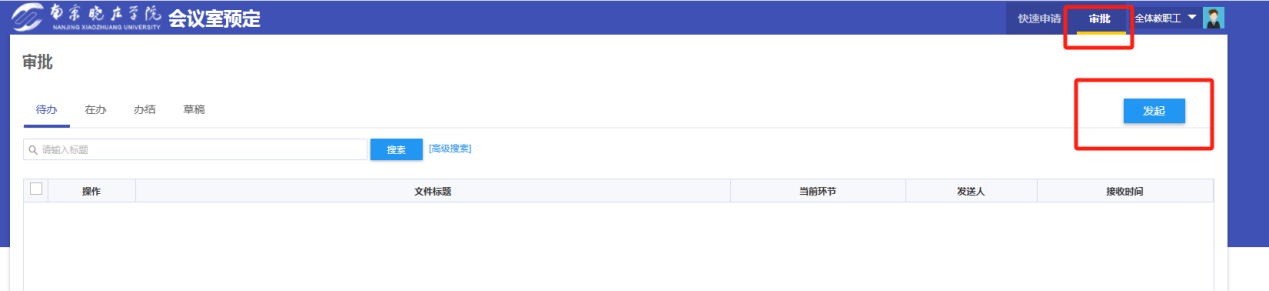 南京晓庄学院 会议室预定 快速申请 审批 全体教职工
NANJING XIAOZHUANG UNIVERSITY
审批
待办 在办 办结 草稿 发起
请输入标题 搜索 [高级搜索]
操作 文件标题 当前环节 发送人 接收时间